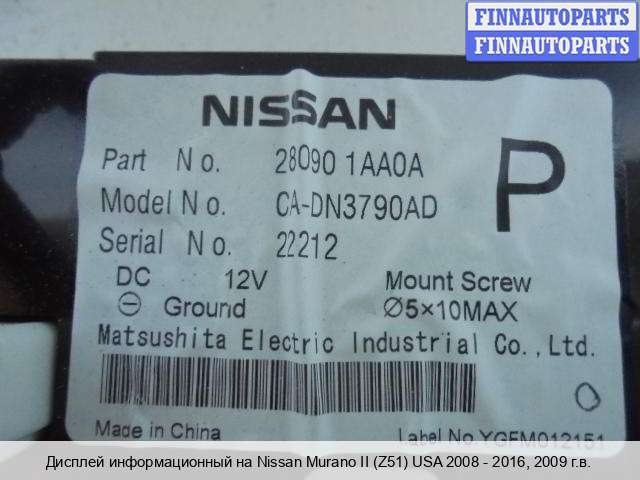 FINNAUTOPARTS
FINNAUTOPARTS
NISSAN
Part No. 28090 1AA0A
P
Model No. CA-DN3790AD
Serial No. 22212
DC 12V Mount Screw
⊖ Ground Ø5×10MAX
Matsushita Electric Industrial Co.,Ltd.
Made in China Label No.YGFM012151
Дисплей информационный на Nissan Murano II (Z51) USA 2008 - 2016, 2009 г.в.